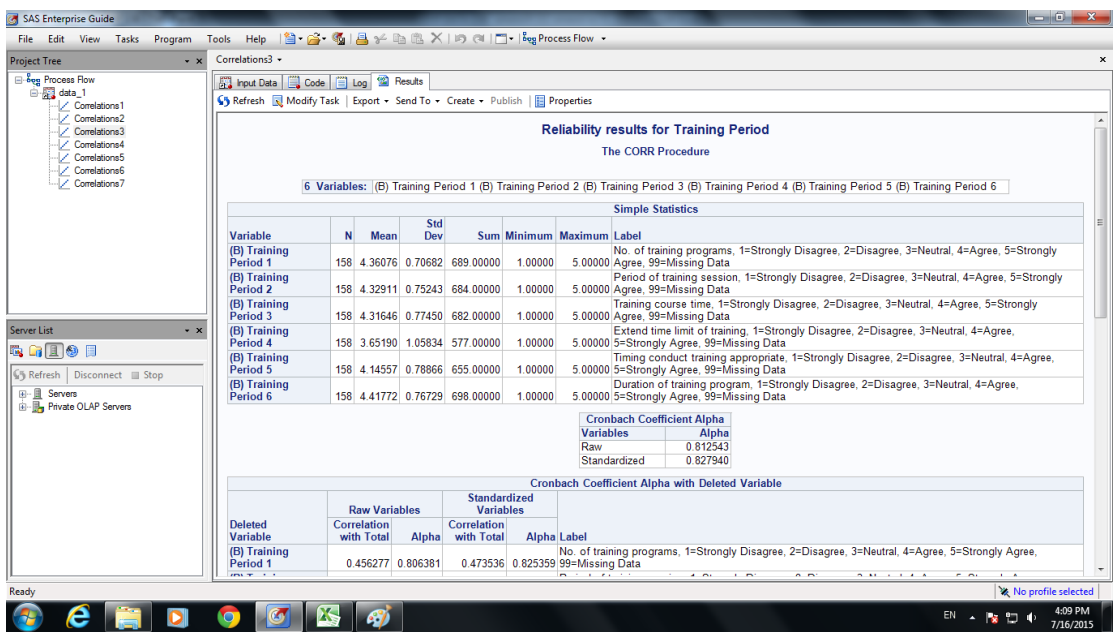 SAS Enterprise Guide
File Edit View Tasks Program Tools Help Process Flow
Project Tree
Process Flow
data_1
Correlations1
Correlations2
Correlations3
Correlations4
Correlations5
Correlations6
Correlations7
Server List
Refresh Disconnect Stop
Servers
Private OLAP Servers
Correlations3
Input Data Code Log Results
Refresh Modify Task Export Send To Create Publish Properties
Reliability results for Training Period
The CORR Procedure
6 Variables: (B) Training Period 1 (B) Training Period 2 (B) Training Period 3 (B) Training Period 4 (B) Training Period 5 (B) Training Period 6
Simple Statistics
Variable N Mean Std Dev Sum Minimum Maximum Label
(B) Training Period 1 158 4.36076 0.70682 689.00000 1.00000 5.00000 No. of training programs, 1=Strongly Disagree, 2=Disagree, 3=Neutral, 4=Agree, 5=Strongly Agree, 99=Missing Data
(B) Training Period 2 158 4.32911 0.75243 684.00000 1.00000 5.00000 Period of training session, 1=Strongly Disagree, 2=Disagree, 3=Neutral, 4=Agree, 5=Strongly Agree, 99=Missing Data
(B) Training Period 3 158 4.31646 0.77450 682.00000 1.00000 5.00000 Training course time, 1=Strongly Disagree, 2=Disagree, 3=Neutral, 4=Agree, 5=Strongly Agree, 99=Missing Data
(B) Training Period 4 158 3.65190 1.05834 577.00000 1.00000 5.00000 Extend time limit of training, 1=Strongly Disagree, 2=Disagree, 3=Neutral, 4=Agree, 5=Strongly Agree, 99=Missing Data
(B) Training Period 5 158 4.14557 0.78866 655.00000 1.00000 5.00000 Timing conduct training appropriate, 1=Strongly Disagree, 2=Disagree, 3=Neutral, 4=Agree, 5=Strongly Agree, 99=Missing Data
(B) Training Period 6 158 4.41772 0.76729 698.00000 1.00000 5.00000 Duration of training program, 1=Strongly Disagree, 2=Disagree, 3=Neutral, 4=Agree, 5=Strongly Agree, 99=Missing Data
Cronbach Coefficient Alpha
Variables Alpha
Raw 0.812543
Standardized 0.827940
Cronbach Coefficient Alpha with Deleted Variable
Raw Variables Standardized Variables
Deleted Variable Correlation with Total Alpha Correlation with Total Alpha Label
(B) Training Period 1 0.456277 0.806381 0.473536 0.825359 No. of training programs, 1=Strongly Disagree, 2=Disagree, 3=Neutral, 4=Agree, 5=Strongly Agree, 99=Missing Data
Ready
No profile selected
EN
4:09 PM
7/16/2015